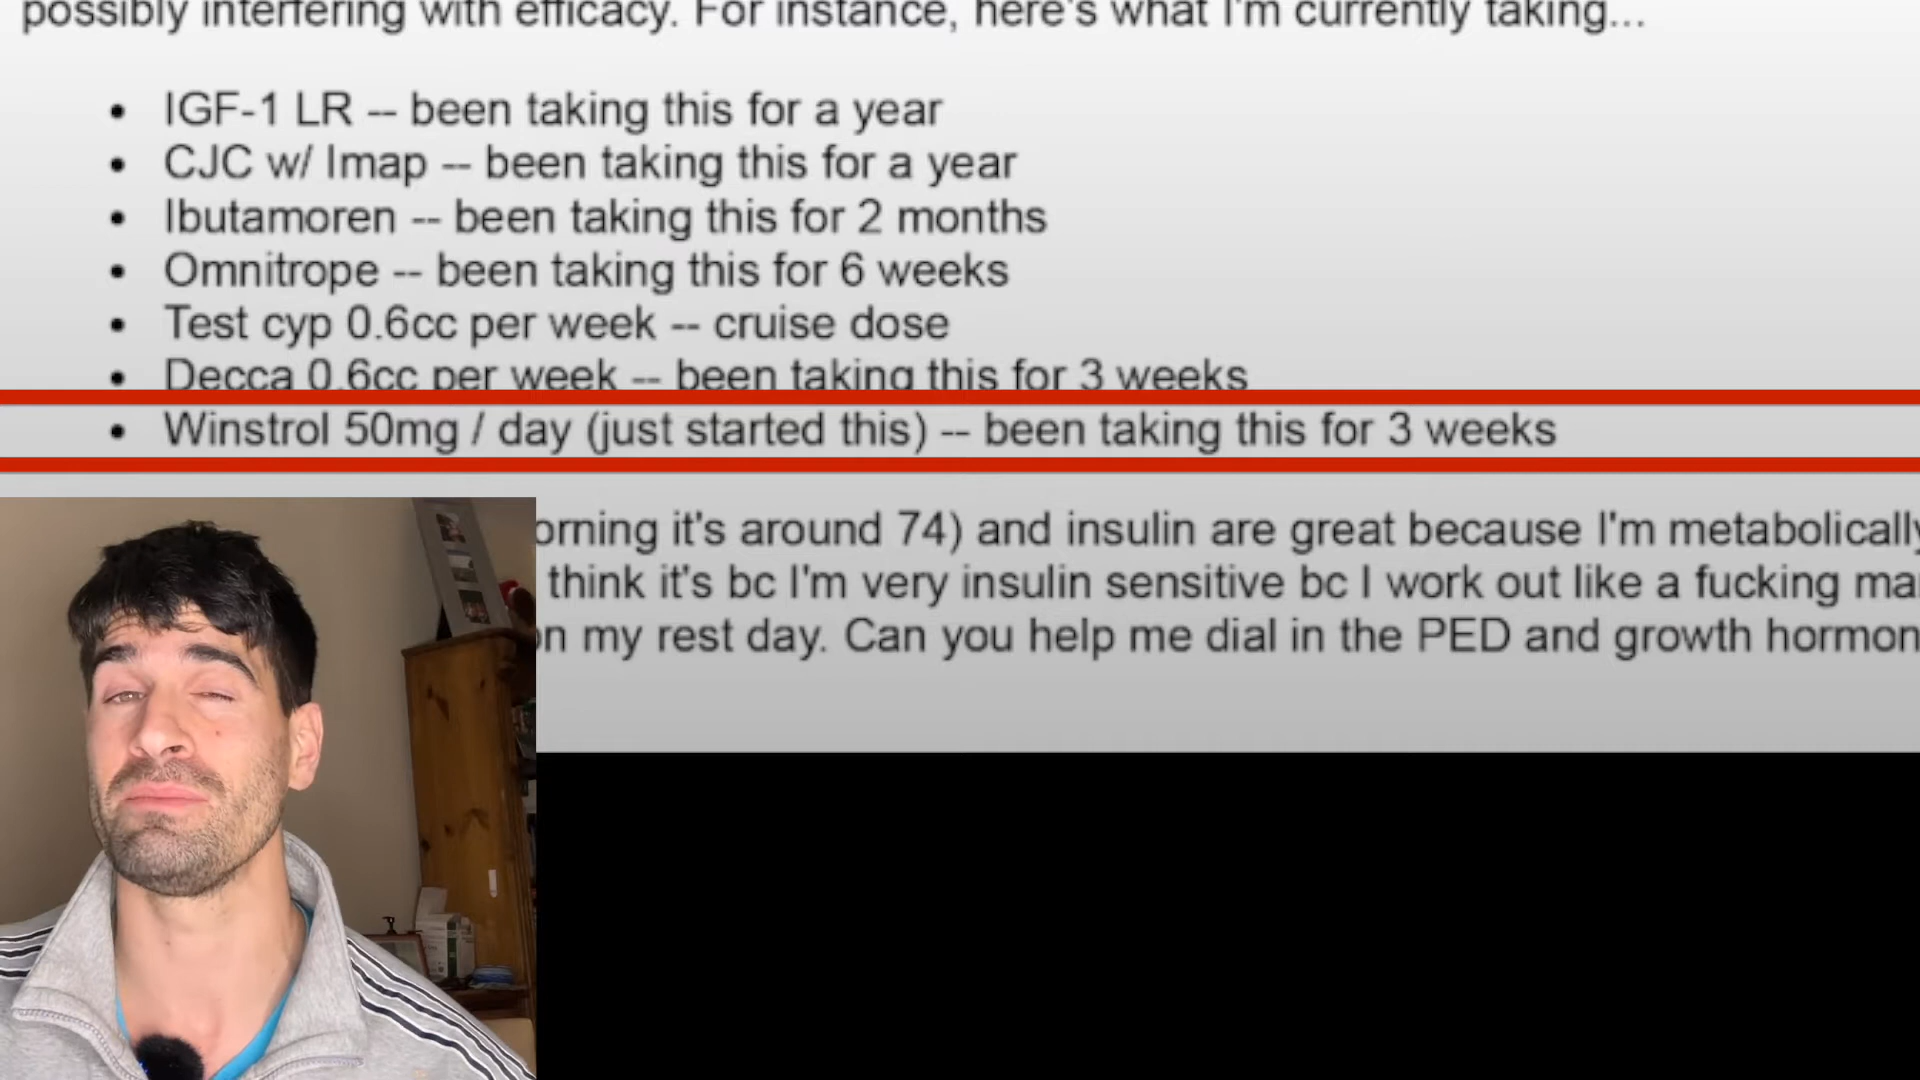 possibly interfering with efficacy. For instance, here's what I'm currently taking...
• IGF-1 LR -- been taking this for a year
• CJC w/ Imap -- been taking this for a year
• Ibutamoren -- been taking this for 2 months
• Omnitrope -- been taking this for 6 weeks
• Test cyp 0.6cc per week -- cruise dose
• Decca 0.6cc per week -- been taking this for 3 weeks
• Winstrol 50mg / day (just started this) -- been taking this for 3 weeks
orning it's around 74) and insulin are great because I'm metabolically
think it's bc I'm very insulin sensitive bc I work out like a fucking ma
on my rest day. Can you help me dial in the PED and growth hormon